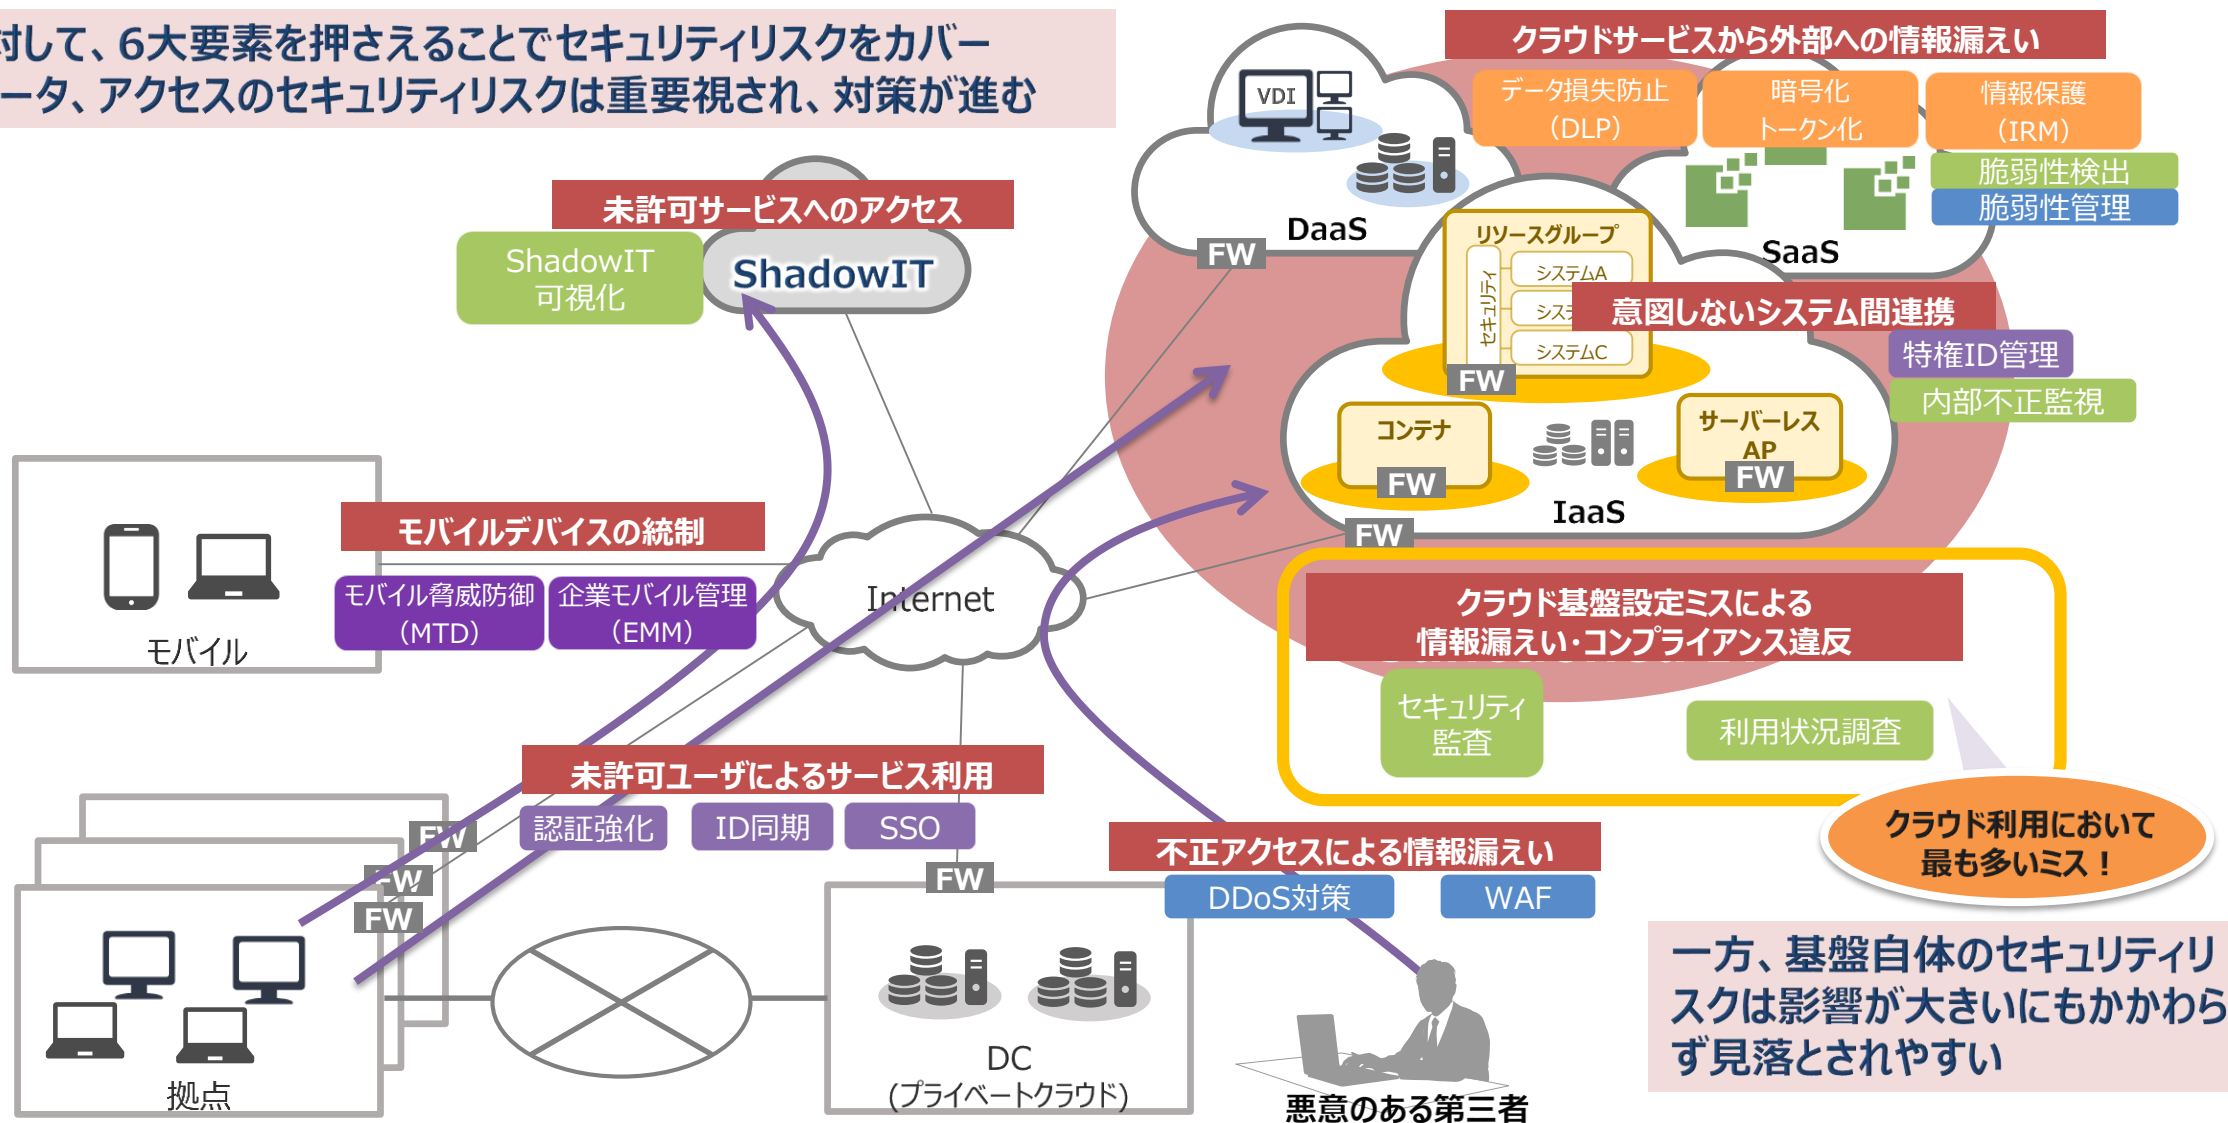 対して、6大要素を押さえることでセキュリティリスクをカバー
ータ、アクセスのセキュリティリスクは重要視され、対策が進む
クラウドサービスから外部への情報漏えい
データ損失防止
（DLP）
暗号化
トークン化
情報保護
（IRM）
脆弱性検出
脆弱性管理
VDI
DaaS
FW
SaaS
未許可サービスへのアクセス
ShadowIT
可視化
ShadowIT
リソースグループ
セキュリティ
システムA
システ
システムC
FW
意図しないシステム間連携
特権ID管理
内部不正監視
コンテナ
FW
サーバーレス
AP
FW
IaaS
FW
モバイルデバイスの統制
モバイル脅威防御
（MTD）
企業モバイル管理
（EMM）
モバイル
Internet
クラウド基盤設定ミスによる
情報漏えい・コンプライアンス違反
セキュリティ
監査
利用状況調査
クラウド利用において
最も多いミス！
未許可ユーザによるサービス利用
認証強化
ID同期
SSO
FW
FW
FW
拠点
FW
DC
(プライベートクラウド)
不正アクセスによる情報漏えい
DDoS対策
WAF
悪意のある第三者
一方、基盤自体のセキュリティリ
スクは影響が大きいにもかかわら
ず見落とされやすい